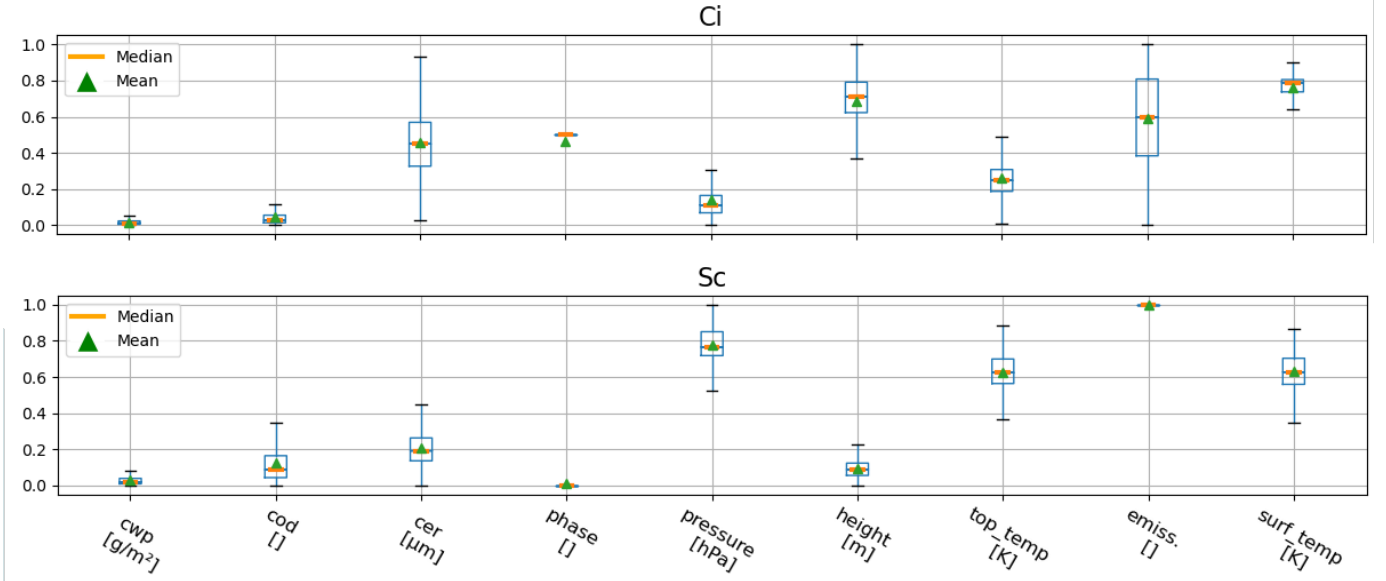 Ci
1.0
0.8
0.6
0.4
0.2
0.0
Median
Mean
Sc
1.0
0.8
0.6
0.4
0.2
0.0
Median
Mean
cwp
[g/m²]
cod
[]
cer
[μm]
phase
[]
pressure
[hPa]
height
[m]
top_temp
[K]
emiss.
[]
surf_temp
[K]